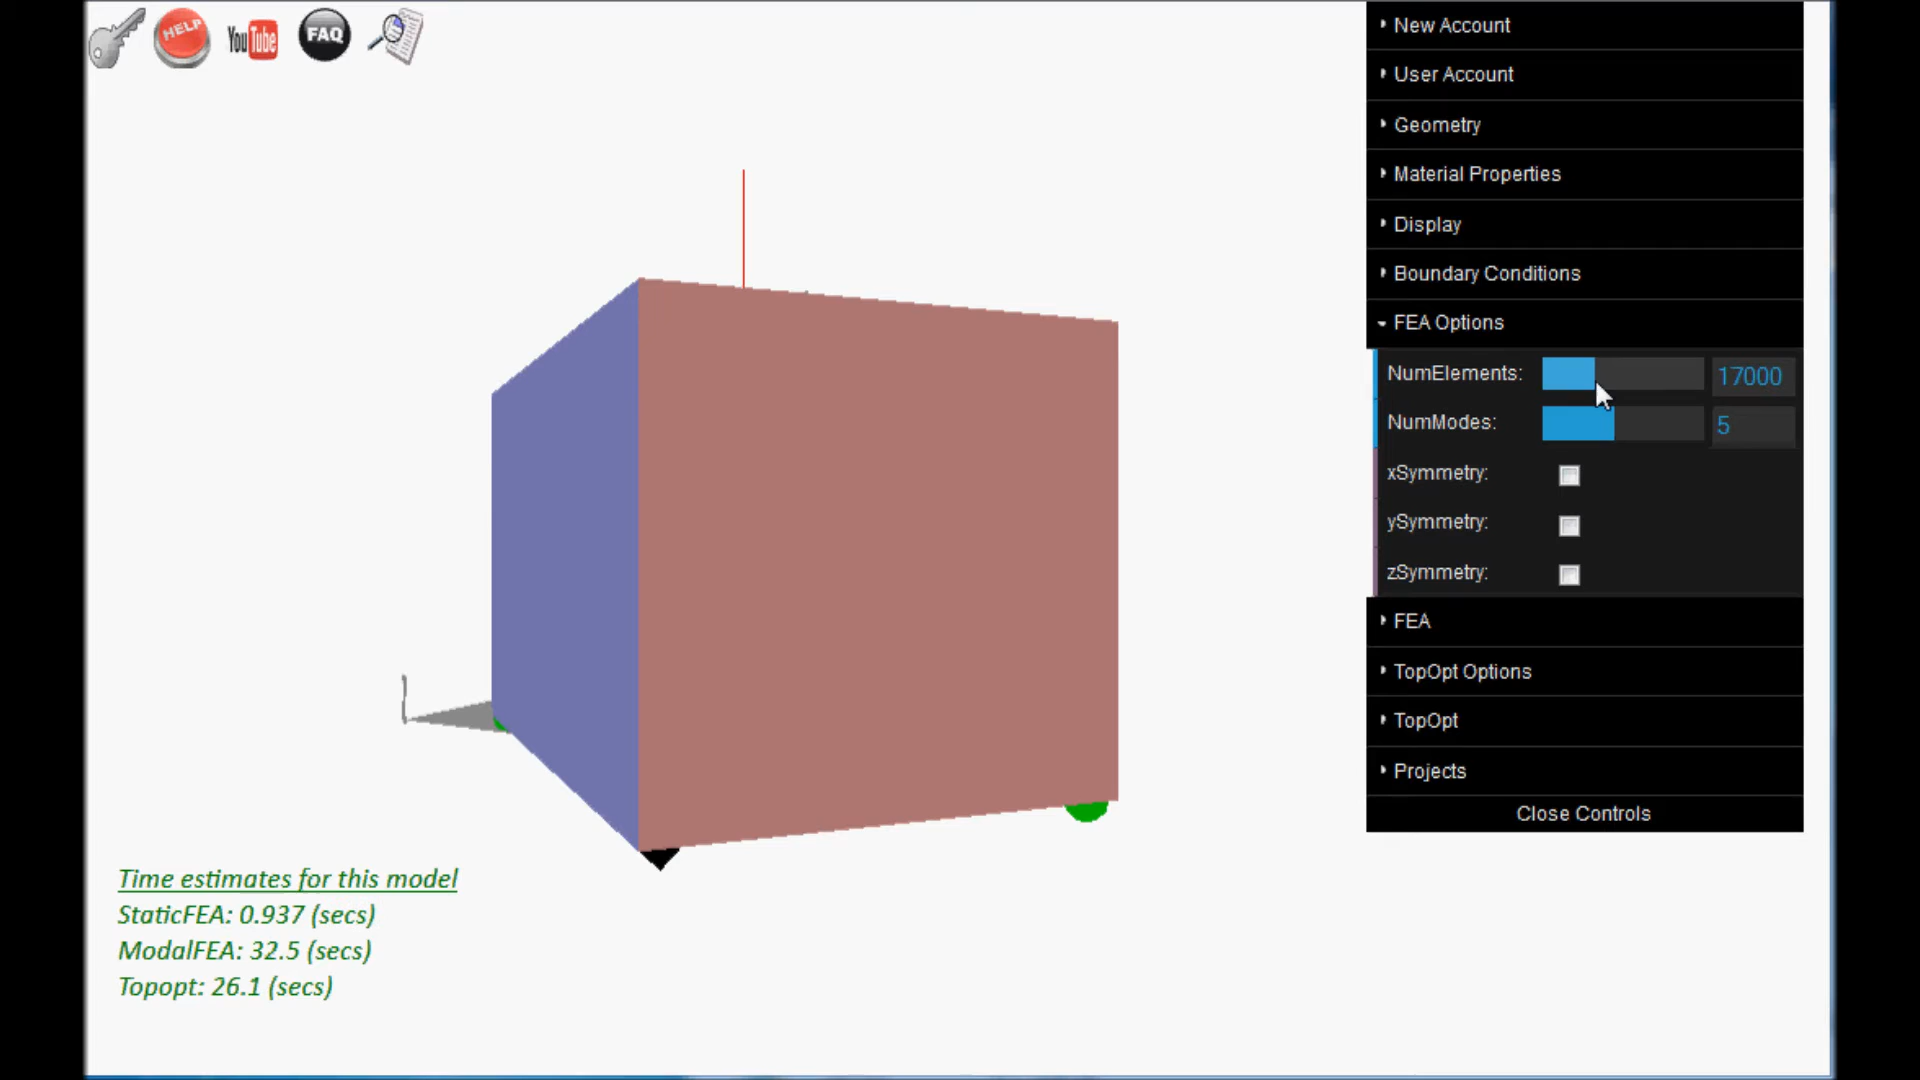 HELP
YouTube
FAQ
New Account
User Account
Geometry
Material Properties
Display
Boundary Conditions
FEA Options
NumElements: 17000
NumModes: 5
xSymmetry:
ySymmetry:
zSymmetry:
FEA
TopOpt Options
TopOpt
Projects
Close Controls
Time estimates for this model
StaticFEA: 0.937 (secs)
ModalFEA: 32.5 (secs)
Topopt: 26.1 (secs)